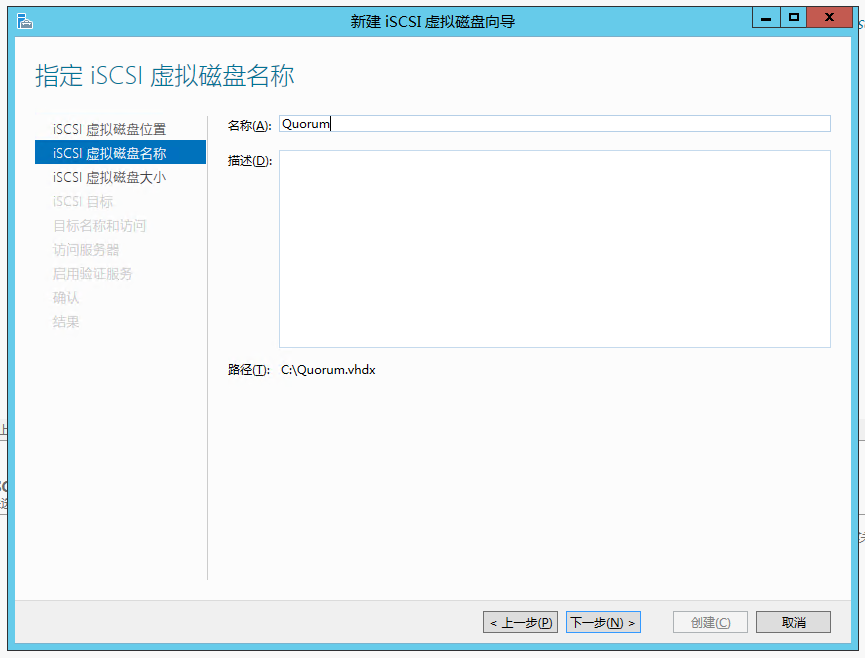 新建 iSCSI 虚拟磁盘向导
指定 iSCSI 虚拟磁盘名称
iSCSI 虚拟磁盘位置
iSCSI 虚拟磁盘名称
iSCSI 虚拟磁盘大小
iSCSI 目标
目标名称和访问
访问服务器
启用验证服务
确认
结果
名称(A): Quorum
描述(D):
路径(T): C:\Quorum.vhdx
< 上一步(P) 下一步(N) > 创建(C) 取消